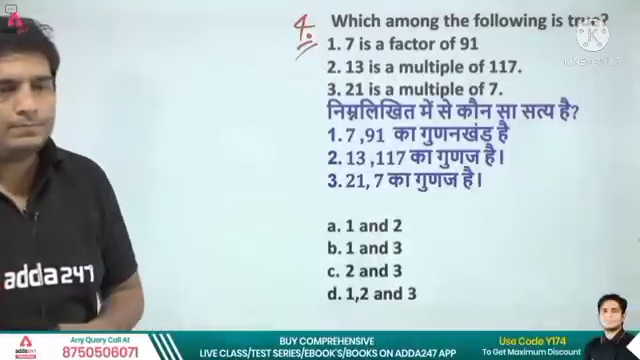 4. Which among the following is true?
1. 7 is a factor of 91
2. 13 is a multiple of 117.
3. 21 is a multiple of 7.
निम्नलिखित में से कौन सा सत्य है?
1. 7 ,91 का गुणनखंड है
2. 13 ,117 का गुणज है।
3. 21, 7 का गुणज है।
a. 1 and 2
b. 1 and 3
c. 2 and 3
d. 1,2 and 3
adda247
Any Query Call At
8750506071
BUY COMPREHENSIVE
LIVE CLASS/TEST SERIES/EBOOK'S/BOOKS ON ADDA247 APP
Use Code Y174
To Get Maximum Discount